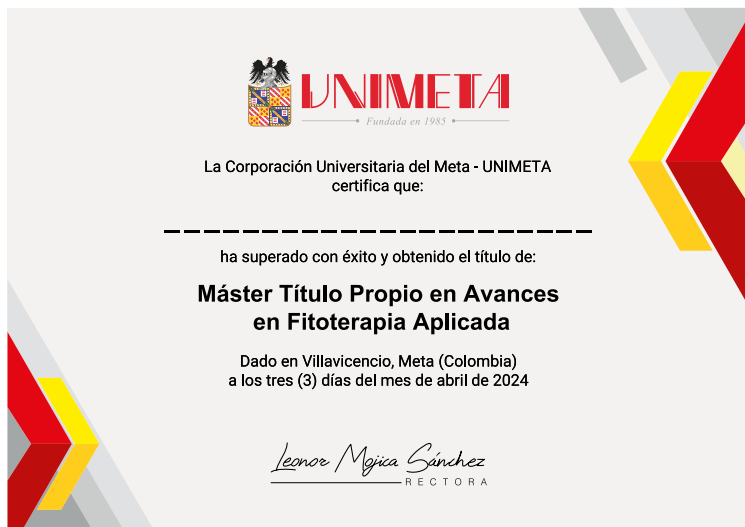 UNIMETA
Fundada en 1985
La Corporación Universitaria del Meta - UNIMETA
certifica que:
ha superado con éxito y obtenido el título de:
Máster Título Propio en Avances
en Fitoterapia Aplicada
Dado en Villavicencio, Meta (Colombia)
a los tres (3) días del mes de abril de 2024
Leonor Mojica Sánchez
RECTORA